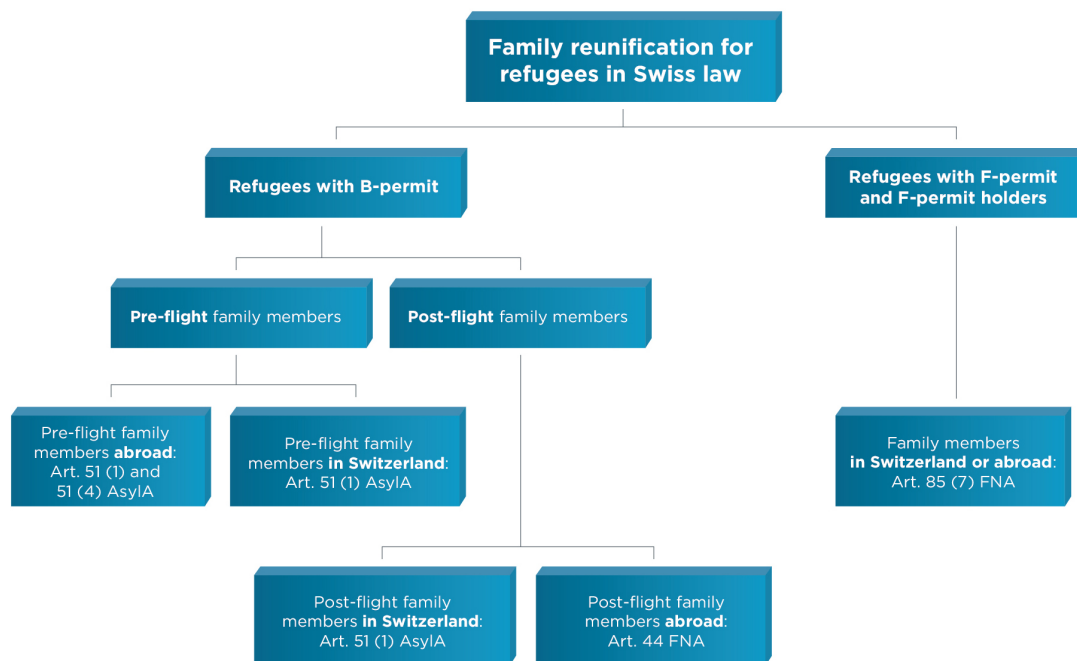 Family reunification for
refugees in Swiss law
Refugees with B-permit
Refugees with F-permit
and F-permit holders
Pre-flight family members
Post-flight family members
Pre-flight family
members abroad:
Art. 51 (1) and
51 (4) AsylA
Pre-flight family
members in Switzerland:
Art. 51 (1) AsylA
Family members
in Switzerland or abroad:
Art. 85 (7) FNA
Post-flight family
members in Switzerland:
Art. 51 (1) AsylA
Post-flight family
members abroad:
Art. 44 FNA